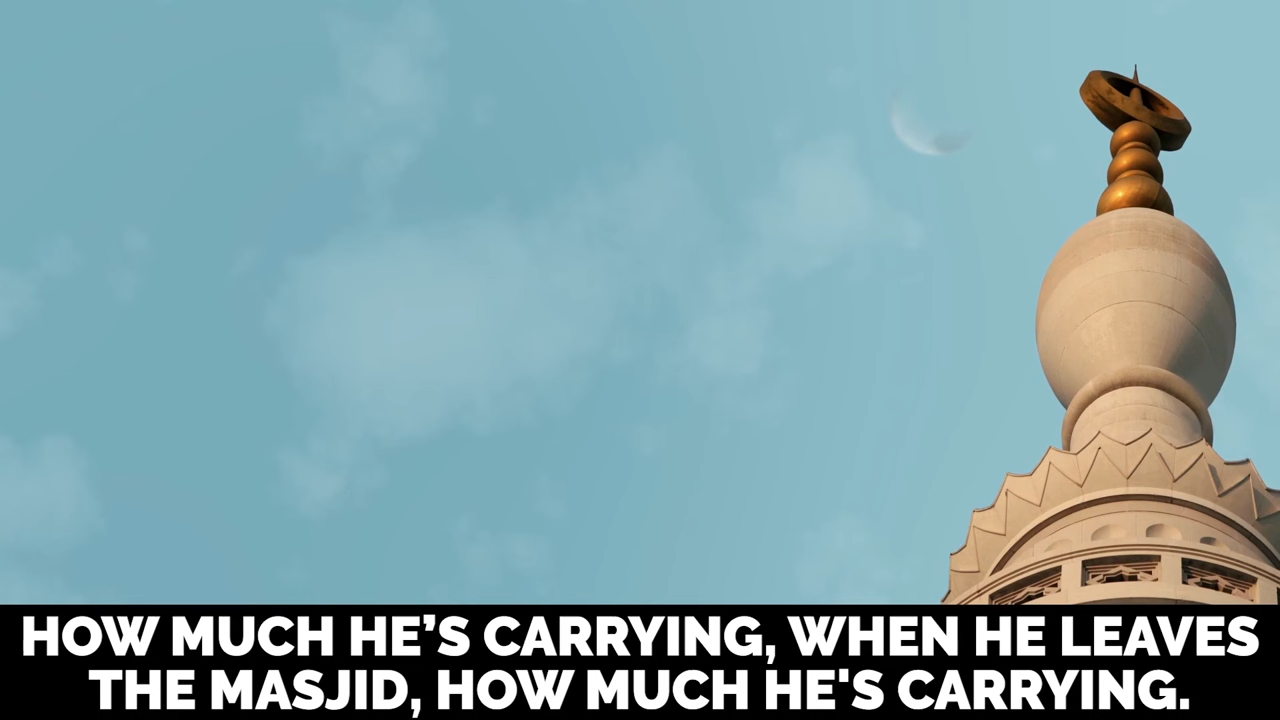 HOW MUCH HE’S CARRYING, WHEN HE LEAVES
THE MASJID, HOW MUCH HE'S CARRYING.